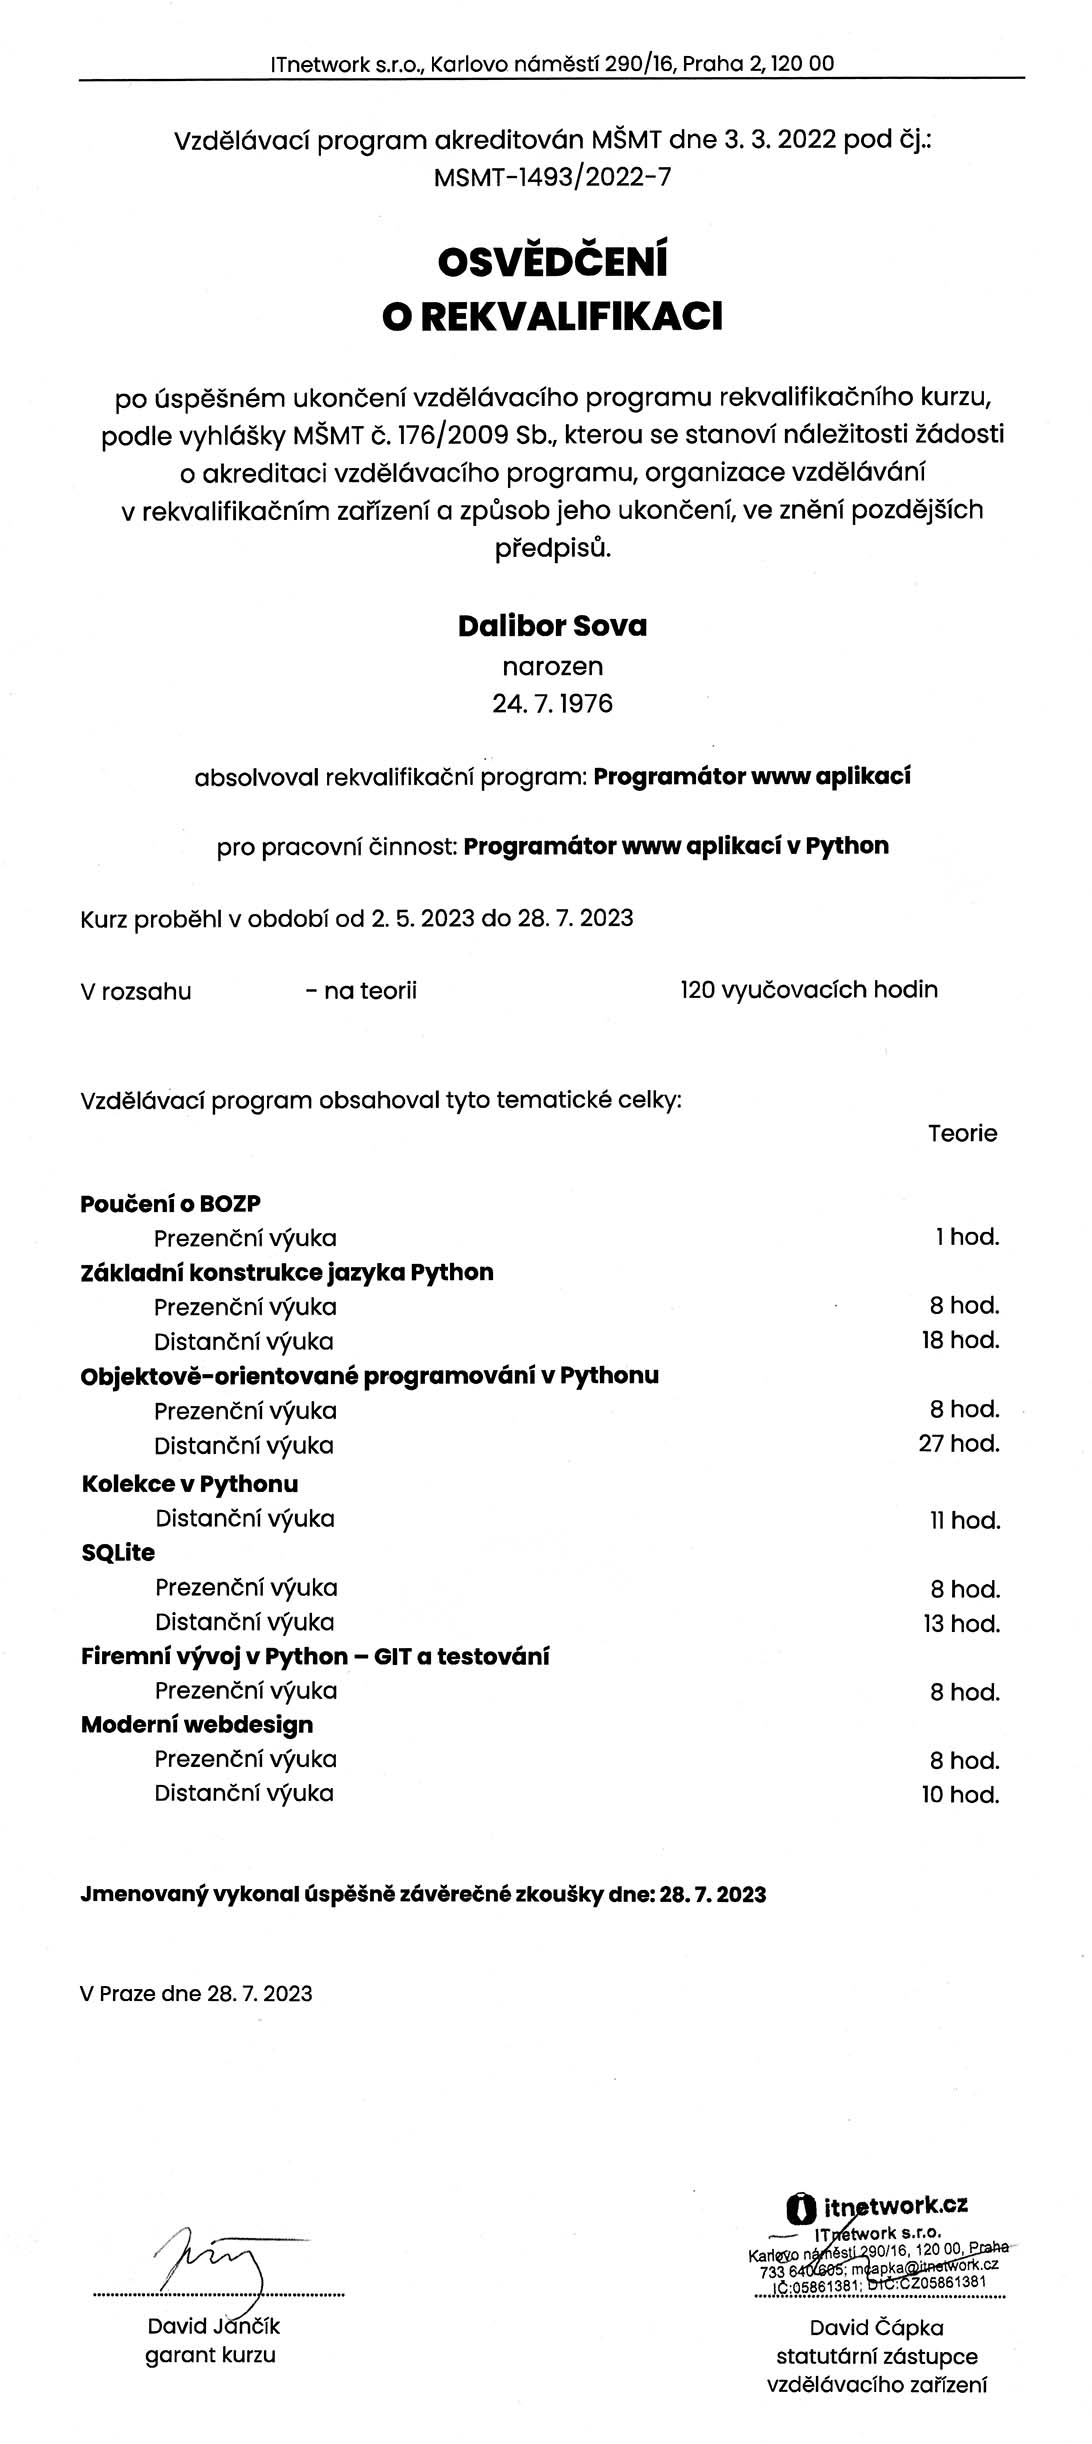 ITnetwork s.r.o., Karlovo náměstí 290/16, Praha 2, 120 00
Vzdělávací program akreditován MŠMT dne 3. 3. 2022 pod čj.:
MSMT-1493/2022-7
OSVĚDČENÍ
O REKVALIFIKACI
po úspěšném ukončení vzdělávacího programu rekvalifikačního kurzu,
podle vyhlášky MŠMT č. 176/2009 Sb., kterou se stanoví náležitosti žádosti
o akreditaci vzdělávacího programu, organizace vzdělávání
v rekvalifikačním zařízení a způsob jeho ukončení, ve znění pozdějších
předpisů.
Dalibor Sova
narozen
24. 7. 1976
absolvoval rekvalifikační program: Programátor www aplikací
pro pracovní činnost: Programátor www aplikací v Python
Kurz proběhl v období od 2. 5. 2023 do 28. 7. 2023
V rozsahu - na teorii 120 vyučovacích hodin
Vzdělávací program obsahoval tyto tematické celky:
Teorie
Poučení o BOZP
Prezenční výuka 1 hod.
Základní konstrukce jazyka Python
Prezenční výuka 8 hod.
Distanční výuka 18 hod.
Objektově-orientované programování v Pythonu
Prezenční výuka 8 hod.
Distanční výuka 27 hod.
Kolekce v Pythonu
Distanční výuka 11 hod.
SQLite
Prezenční výuka 8 hod.
Distanční výuka 13 hod.
Firemní vývoj v Python – GIT a testování
Prezenční výuka 8 hod.
Moderní webdesign
Prezenční výuka 8 hod.
Distanční výuka 10 hod.
Jmenovaný vykonal úspěšně závěrečné zkoušky dne: 28. 7. 2023
V Praze dne 28. 7. 2023
itnetwork.cz
ITnetwork s.r.o.
Karlovo náměstí 290/16, 120 00, Praha
733 640 605; mcapka@itnetwork.cz
IČ:05861381; DIČ:CZ05861381
David Jančík
garant kurzu
David Čápka
statutární zástupce
vzdělávacího zařízení